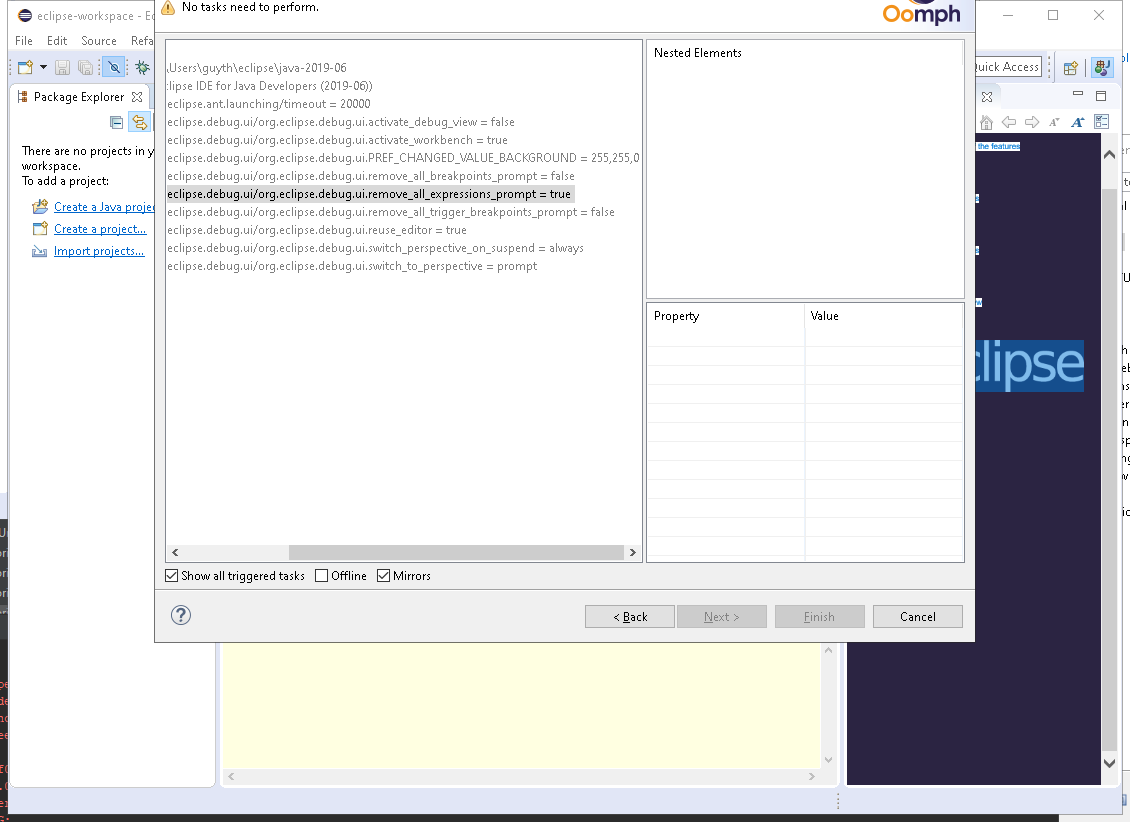 eclipse-workspace - Ec
No tasks need to perform.
Oomph
File Edit Source Refa
Quick Access
Package Explorer
There are no projects in y
workspace.
To add a project:
Create a Java proje
Create a project...
Import projects...
\Users\guyth\eclipse\java-2019-06
:lipse IDE for Java Developers (2019-06))
eclipse.ant.launching/timeout = 20000
eclipse.debug.ui/org.eclipse.debug.ui.activate_debug_view = false
eclipse.debug.ui/org.eclipse.debug.ui.activate_workbench = true
eclipse.debug.ui/org.eclipse.debug.ui.PREF_CHANGED_VALUE_BACKGROUND = 255,255,0
eclipse.debug.ui/org.eclipse.debug.ui.remove_all_breakpoints_prompt = false
eclipse.debug.ui/org.eclipse.debug.ui.remove_all_expressions_prompt = true
eclipse.debug.ui/org.eclipse.debug.ui.remove_all_trigger_breakpoints_prompt = false
eclipse.debug.ui/org.eclipse.debug.ui.reuse_editor = true
eclipse.debug.ui/org.eclipse.debug.ui.switch_perspective_on_suspend = always
eclipse.debug.ui/org.eclipse.debug.ui.switch_to_perspective = prompt
Nested Elements
Property Value
the features
clipse
Show all triggered tasks Offline Mirrors
< Back Next > Finish Cancel